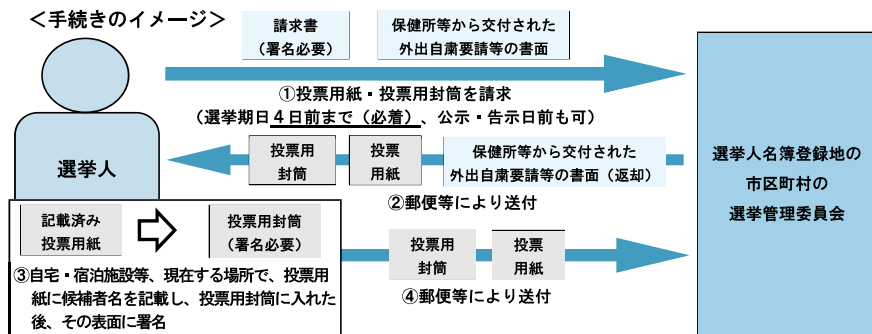 ＜手続きのイメージ＞
請求書
（署名必要）
保健所等から交付された
外出自粛要請等の書面
①投票用紙・投票用封筒を請求
（選挙期日４日前まで（必着）、公示・告示日前も可）
選挙人
投票用
封筒
投票
用紙
保健所等から交付された
外出自粛要請等の書面（返却）
②郵便等により送付
選挙人名簿登録地の
市区町村の
選挙管理委員会
記載済み
投票用紙
投票用封筒
（署名必要）
③自宅・宿泊施設等、現在する場所で、投票用
紙に候補者名を記載し、投票用封筒に入れた
後、その表面に署名
投票用
封筒
投票
用紙
④郵便等により送付